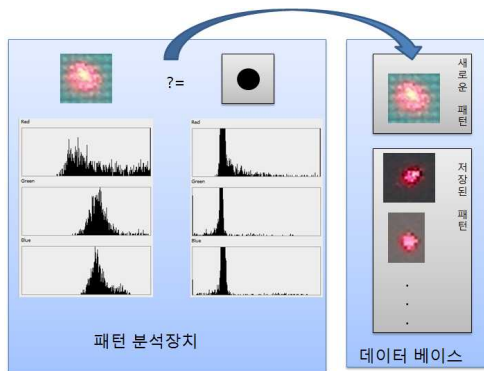 ?=
Red
Red
Green
Green
Blue
Blue
패턴 분석장치
새로운 패턴
저장된 패턴
데이터 베이스